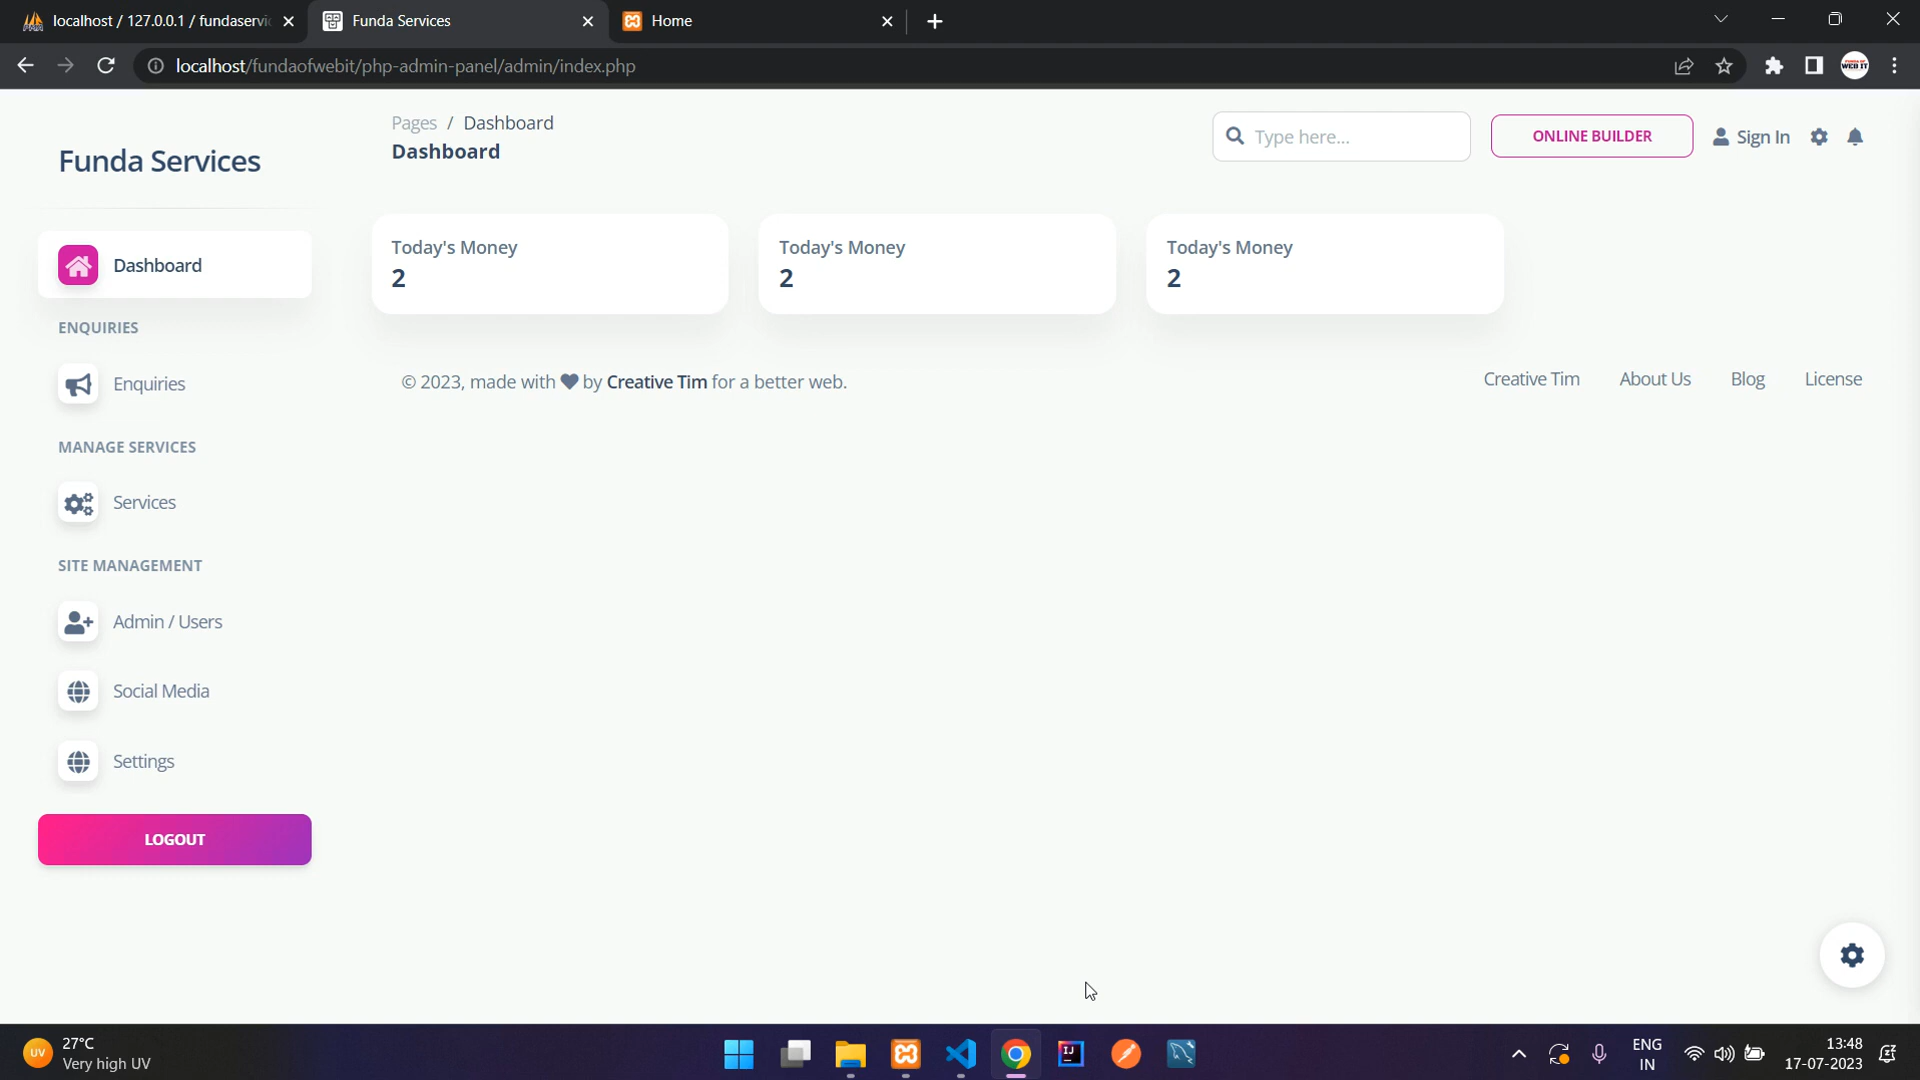 localhost / 127.0.0.1 / fundaservi
Funda Services
Home
localhost/fundaofwebit/php-admin-panel/admin/index.php
WEB IT
Funda Services
Pages / Dashboard
Dashboard
Type here...
ONLINE BUILDER
Sign In
Dashboard
ENQUIRIES
Enquiries
MANAGE SERVICES
Services
SITE MANAGEMENT
Admin / Users
Social Media
Settings
LOGOUT
Today's Money
2
Today's Money
2
Today's Money
2
© 2023, made with by Creative Tim for a better web.
Creative Tim
About Us
Blog
License
UV
27°C
Very high UV
IJ
ENG
IN
13:48
17-07-2023